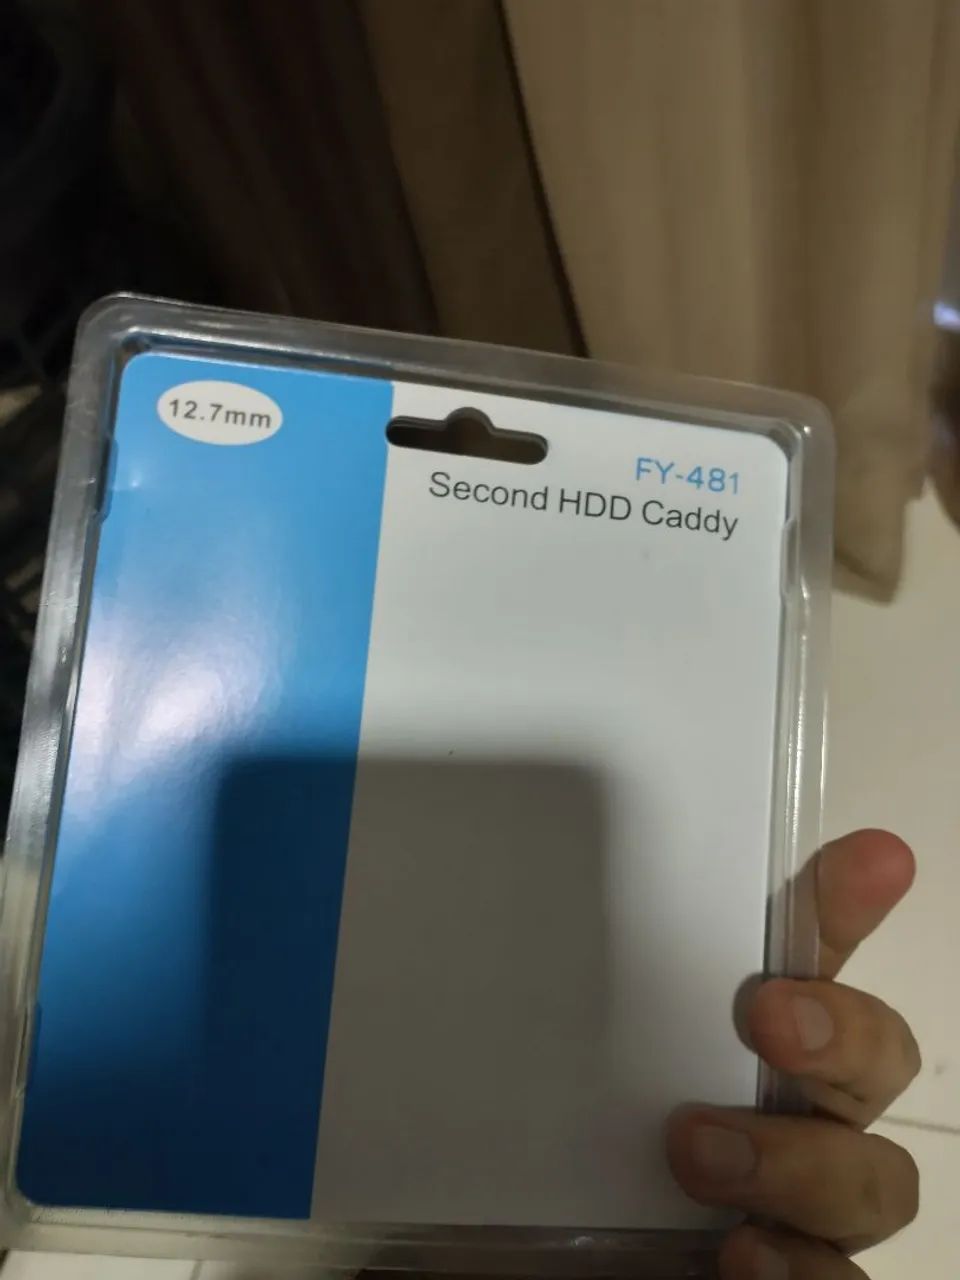 12.7mm
FY-481
Second HDD Caddy